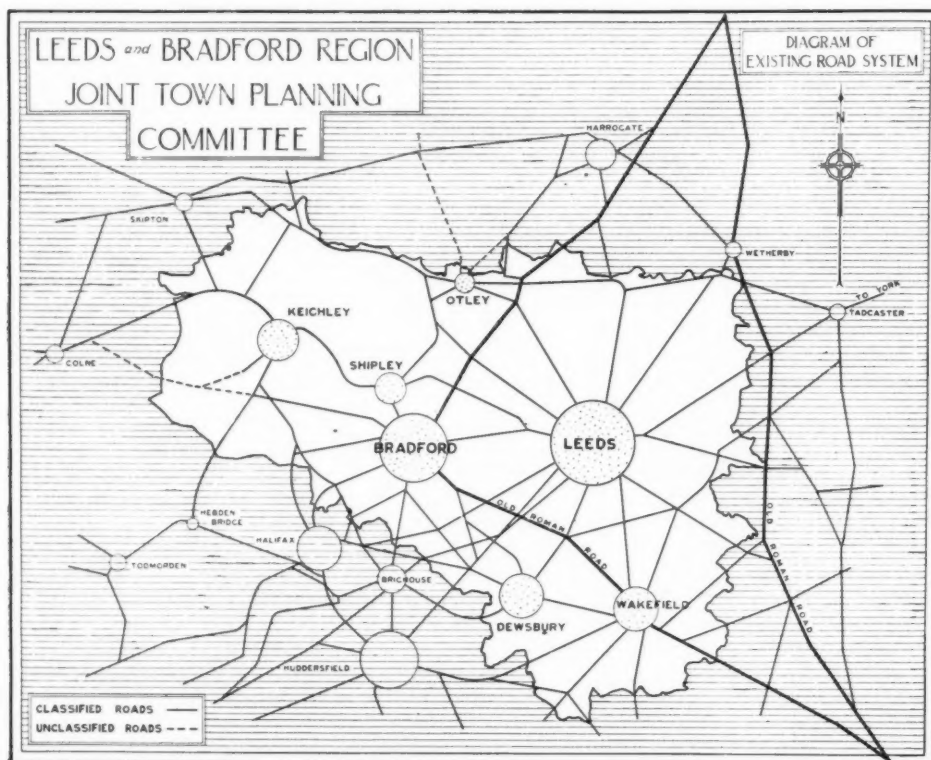 LEEDS and BRADFORD REGION
JOINT TOWN PLANNING
COMMITTEE
DIAGRAM OF
EXISTING ROAD SYSTEM
N
HARROGATE
SKIPTON
WETHERBY
OTLEY
TO YORK
TADCASTER
KEICHLEY
COLNE
SHIPLEY
BRADFORD
LEEDS
OLD ROMAN ROAD
OLD ROMAN ROAD
HEBDEN
BRIDGE
HALIFAX
TODMORDEN
BRIGHOUSE
DEWSBURY
WAKEFIELD
HUDDERSFIELD
CLASSIFIED ROADS
UNCLASSIFIED ROADS